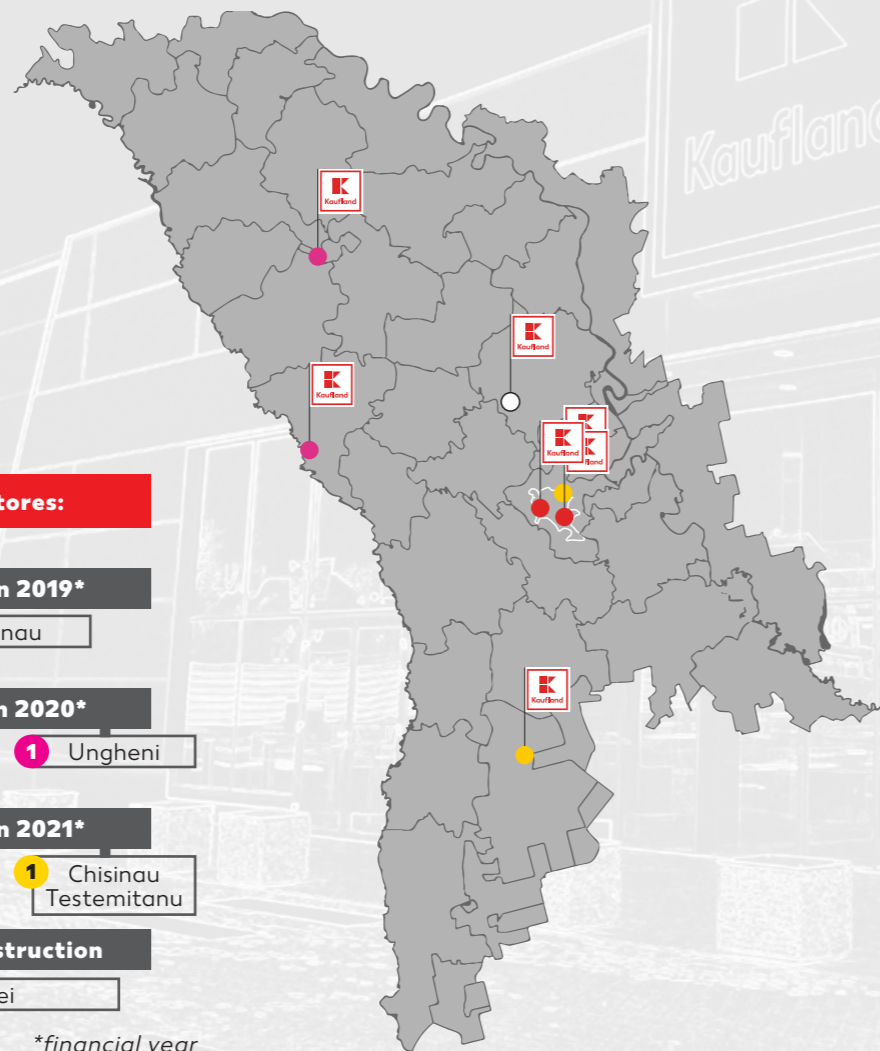 Kaufland
Kaufland
Kaufland
Kaufland
Kaufland
Kaufland
tores:
n 2019*
nau
n 2020*
1 Ungheni
n 2021*
1 Chisinau
Testemitanu
struction
ei
*financial year